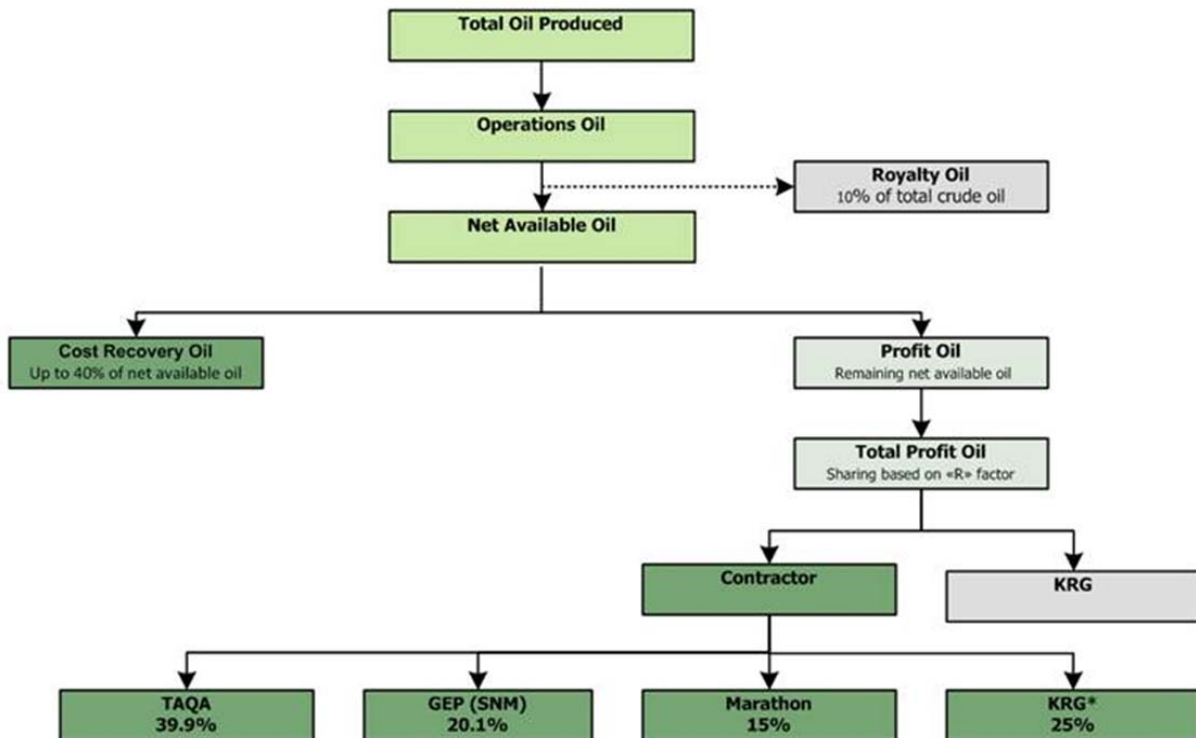 Total Oil Produced
Operations Oil
Royalty Oil
10% of total crude oil
Net Available Oil
Cost Recovery Oil
Up to 40% of net available oil
Profit Oil
Remaining net available oil
Total Profit Oil
Sharing based on «R» factor
Contractor
KRG
TAQA
39.9%
GEP (SNM)
20.1%
Marathon
15%
KRG*
25%